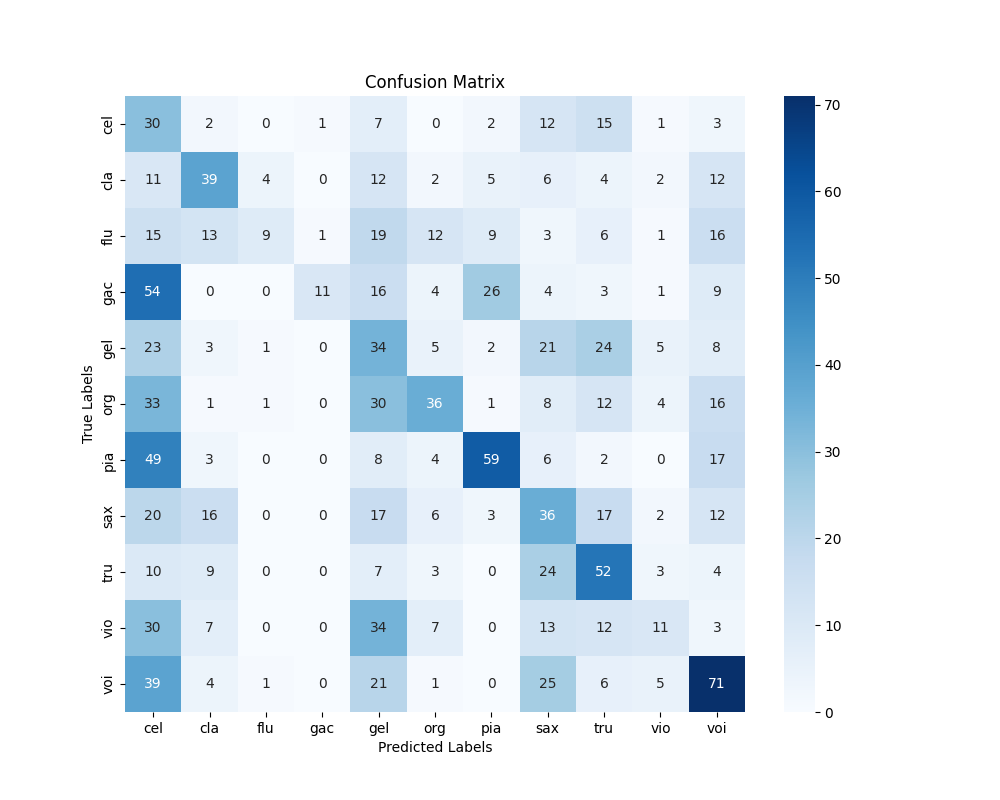 Confusion Matrix
cel 30 2 0 1 7 0 2 12 15 1 3
cla 11 39 4 0 12 2 5 6 4 2 12
flu 15 13 9 1 19 12 9 3 6 1 16
gac 54 0 0 11 16 4 26 4 3 1 9
gel 23 3 1 0 34 5 2 21 24 5 8
org 33 1 1 0 30 36 1 8 12 4 16
pia 49 3 0 0 8 4 59 6 2 0 17
sax 20 16 0 0 17 6 3 36 17 2 12
tru 10 9 0 0 7 3 0 24 52 3 4
vio 30 7 0 0 34 7 0 13 12 11 3
voi 39 4 1 0 21 1 0 25 6 5 71
cel cla flu gac gel org pia sax tru vio voi
Predicted Labels
True Labels
70
60
50
40
30
20
10
0